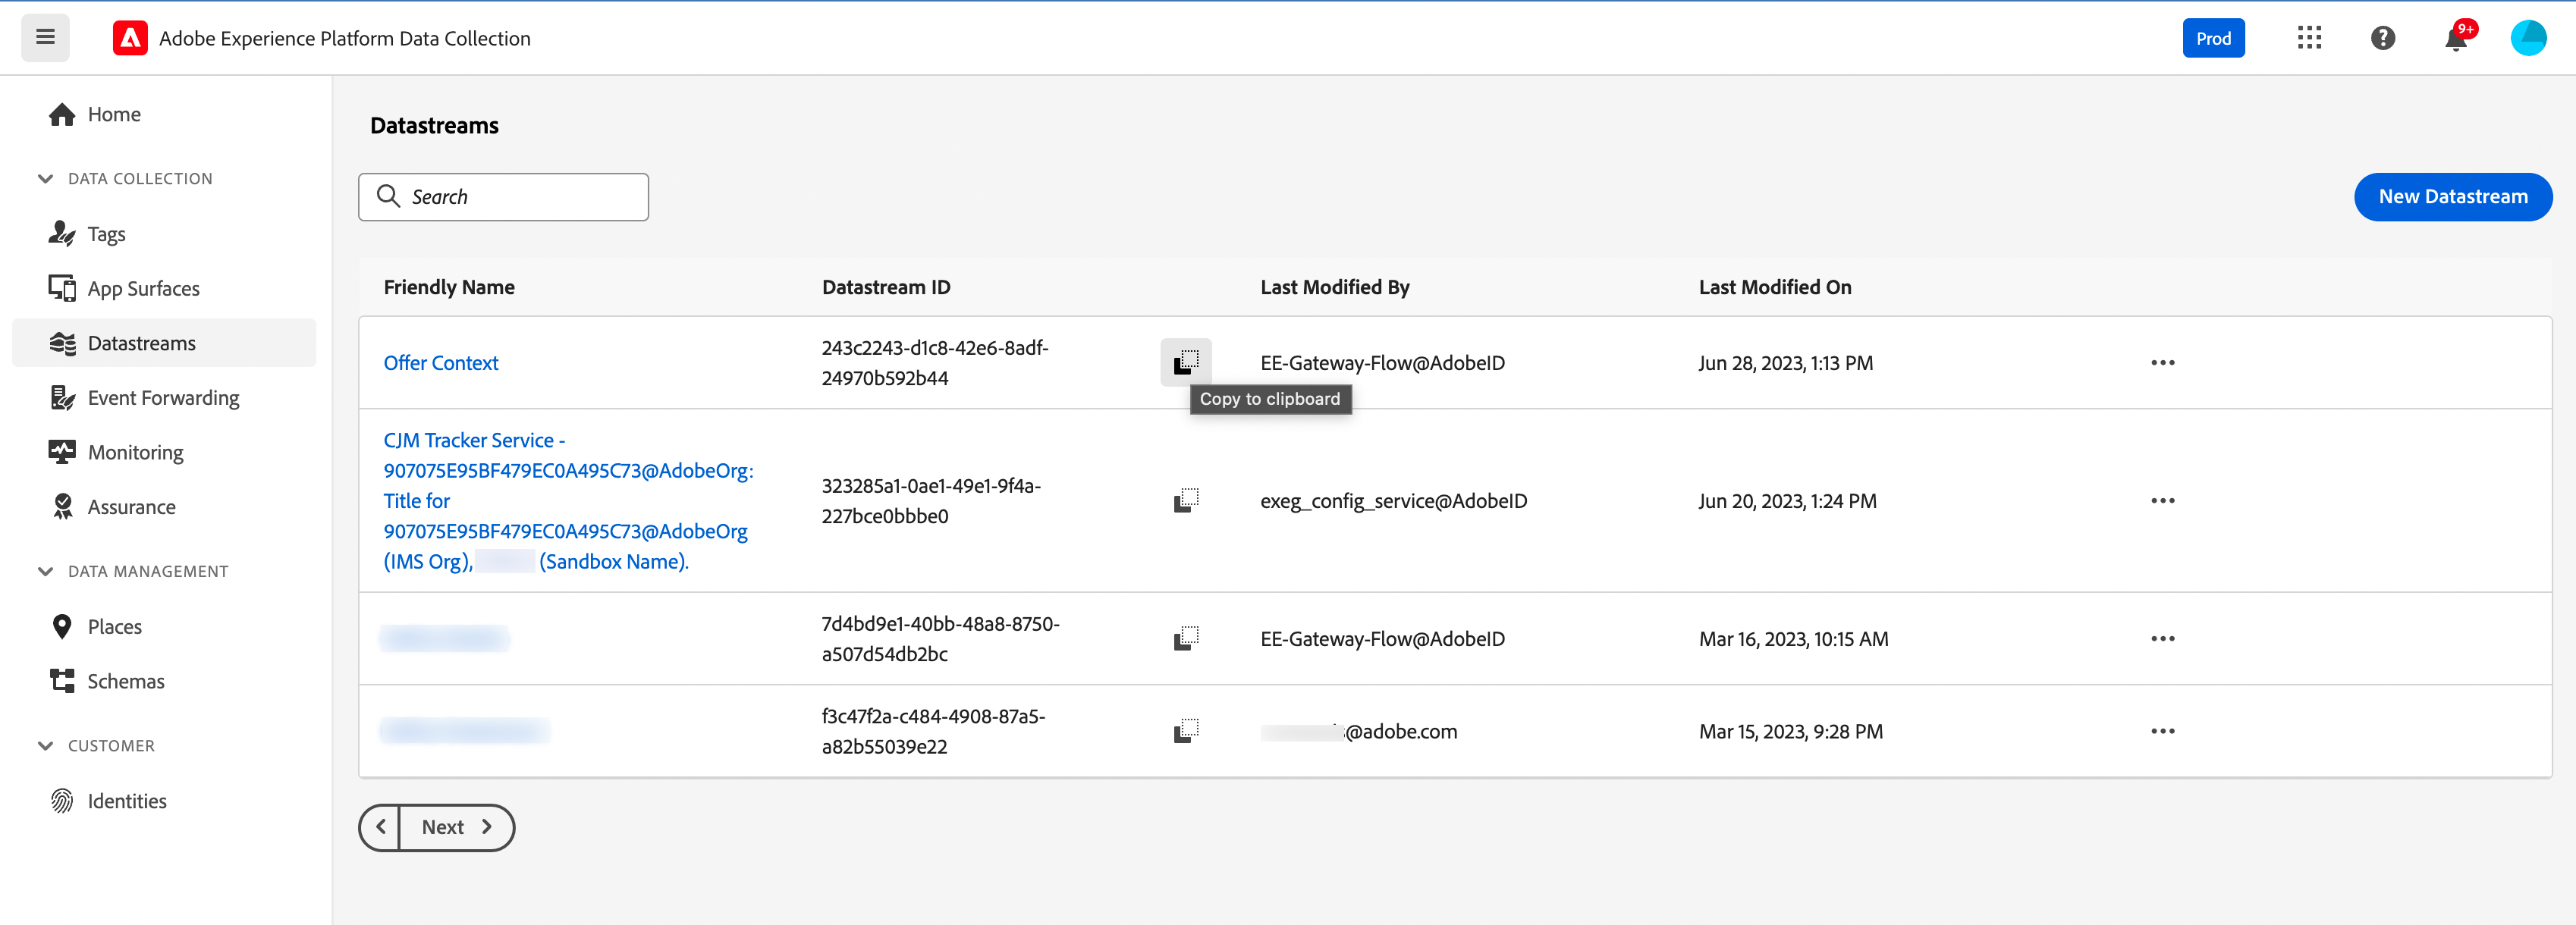 Adobe Experience Platform Data Collection
Prod
9+
Home
DATA COLLECTION
Tags
App Surfaces
Datastreams
Event Forwarding
Monitoring
Assurance
DATA MANAGEMENT
Places
Schemas
CUSTOMER
Identities
Datastreams
Search
New Datastream
Friendly Name Datastream ID Last Modified By Last Modified On
Offer Context
243c2243-d1c8-42e6-8adf-
24970b592b44
EE-Gateway-Flow@AdobeID
Jun 28, 2023, 1:13 PM
Copy to clipboard
CJM Tracker Service -
907075E95BF479EC0A495C73@AdobeOrg:
Title for
907075E95BF479EC0A495C73@AdobeOrg
(IMS Org), (Sandbox Name).
323285a1-0ae1-49e1-9f4a-
227bce0bbbe0
exeg_config_service@AdobeID
Jun 20, 2023, 1:24 PM
7d4bd9e1-40bb-48a8-8750-
a507d54db2bc
EE-Gateway-Flow@AdobeID
Mar 16, 2023, 10:15 AM
f3c47f2a-c484-4908-87a5-
a82b55039e22
@adobe.com
Mar 15, 2023, 9:28 PM
Next